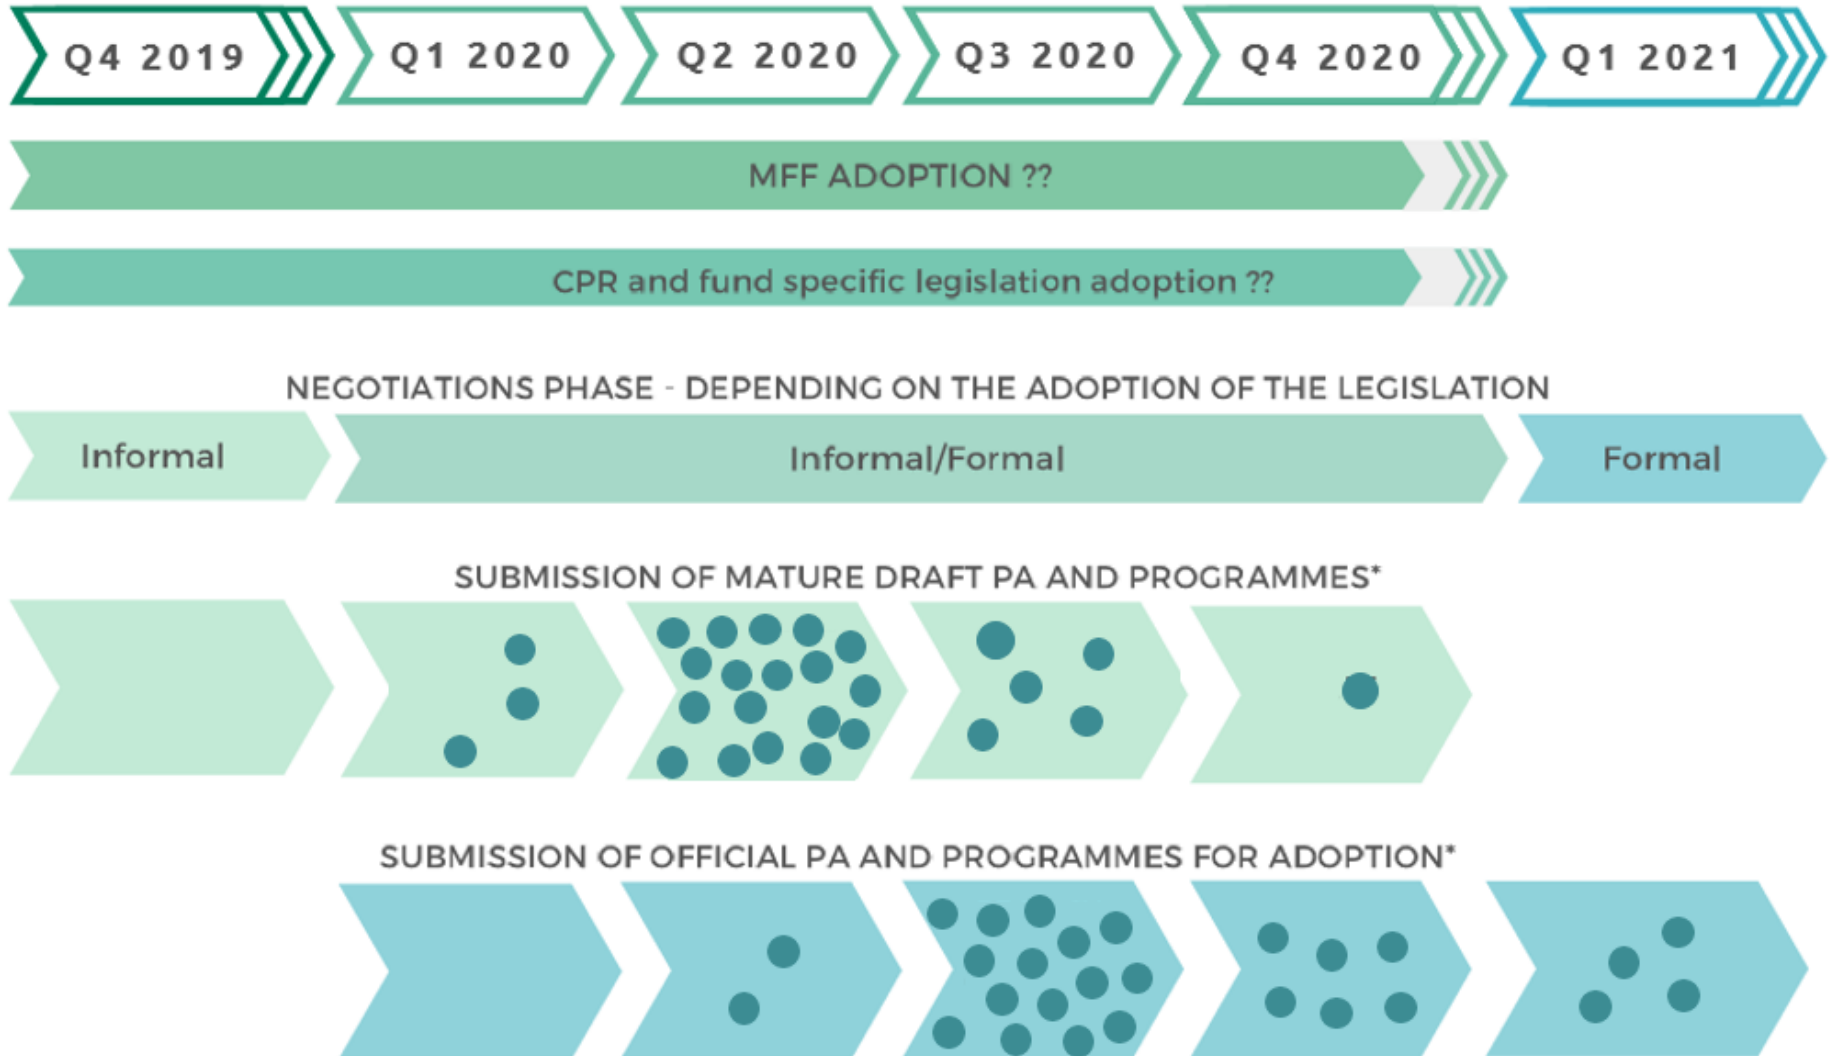 Q4 2019 Q1 2020 Q2 2020 Q3 2020 Q4 2020 Q1 2021
MFF ADOPTION ??
CPR and fund specific legislation adoption ??
NEGOTIATIONS PHASE - DEPENDING ON THE ADOPTION OF THE LEGISLATION
Informal Informal/Formal Formal
SUBMISSION OF MATURE DRAFT PA AND PROGRAMMES*
SUBMISSION OF OFFICIAL PA AND PROGRAMMES FOR ADOPTION*